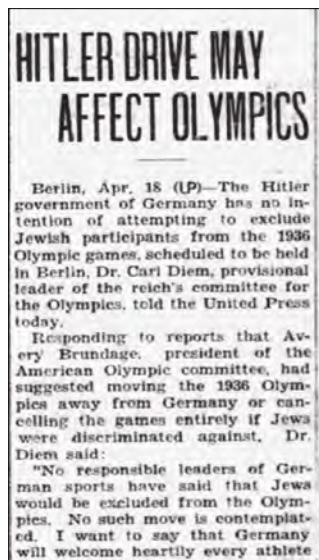 HITLER DRIVE MAY
AFFECT OLYMPICS
Berlin, Apr. 18 (UP)—The Hitler
government of Germany has no in-
tention of attempting to exclude
Jewish participants from the 1936
Olympic games, scheduled to be held
in Berlin, Dr. Carl Diem, provisional
leader of the reich's committee for
the Olympics, told the United Press
today.
Responding to reports that Av-
ery Brundage, president of the
American Olympic committee, had
suggested moving the 1936 Olym-
pics away from Germany or can-
celling the games entirely if Jews
were discriminated against, Dr.
Diem said:
"No responsible leaders of Ger-
man sports have said that Jews
would be excluded from the Olym-
pics. No such move is contemplat-
ed. I want to say that Germany
will welcome heartily every athlete